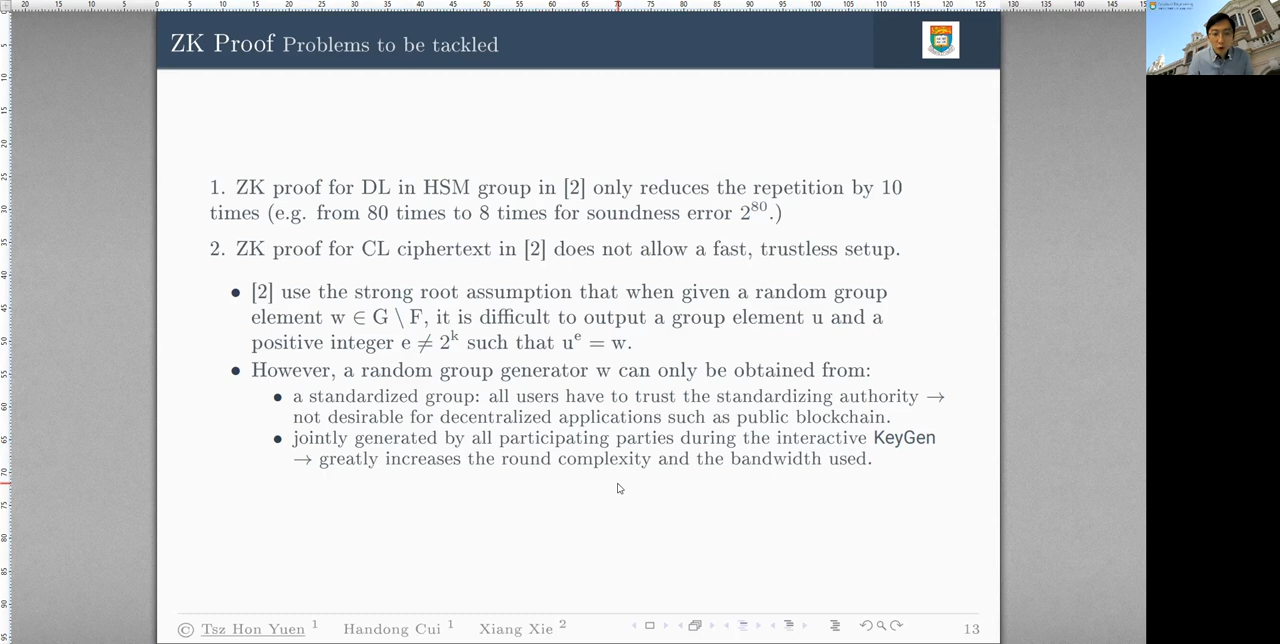 ZK Proof Problems to be tackled
1. ZK proof for DL in HSM group in [2] only reduces the repetition by 10
times (e.g. from 80 times to 8 times for soundness error 2^80.)
2. ZK proof for CL ciphertext in [2] does not allow a fast, trustless setup.
• [2] use the strong root assumption that when given a random group
element w ∈ G \ F, it is difficult to output a group element u and a
positive integer e ≠ 2^k such that u^e = w.
• However, a random group generator w can only be obtained from:
• a standardized group: all users have to trust the standardizing authority →
not desirable for decentralized applications such as public blockchain.
• jointly generated by all participating parties during the interactive KeyGen
→ greatly increases the round complexity and the bandwidth used.
© Tsz Hon Yuen 1 Handong Cui 1 Xiang Xie 2
13